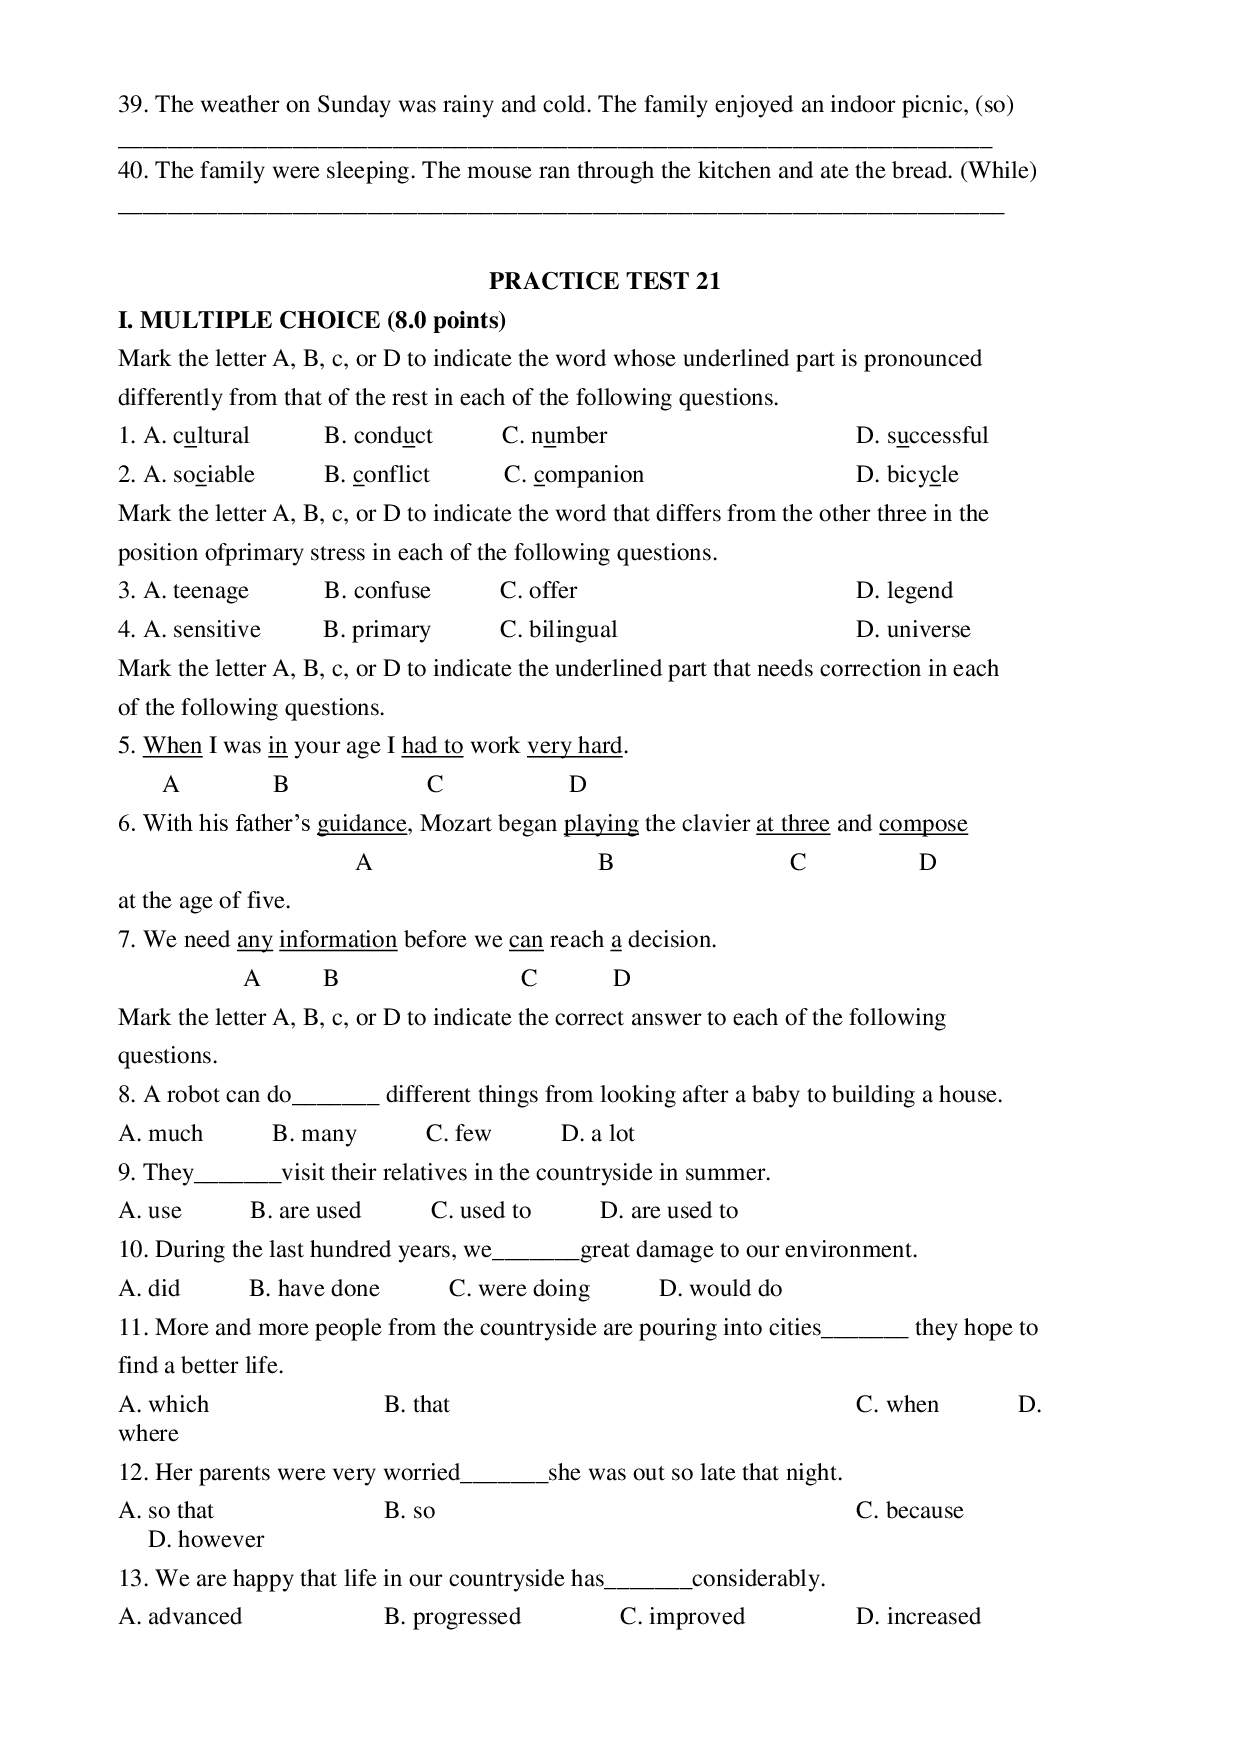 39. The weather on Sunday was rainy and cold. The family enjoyed an indoor picnic, (so)
______________________________________________________________________
40. The family were sleeping. The mouse ran through the kitchen and ate the bread. (While)
_______________________________________________________________________
PRACTICE TEST 21
I. MULTIPLE CHOICE (8.0 points)
Mark the letter A, B, c, or D to indicate the word whose underlined part is pronounced
differently from that of the rest in each of the following questions.
1. A. cultural B. conduct C. number D. successful
2. A. sociable B. conflict C. companion D. bicycle
Mark the letter A, B, c, or D to indicate the word that differs from the other three in the
position ofprimary stress in each of the following questions.
3. A. teenage B. confuse C. offer D. legend
4. A. sensitive B. primary C. bilingual D. universe
Mark the letter A, B, c, or D to indicate the underlined part that needs correction in each
of the following questions.
5. When I was in your age I had to work very hard.
A B C D
6. With his father’s guidance, Mozart began playing the clavier at three and compose
A B C D
at the age of five.
7. We need any information before we can reach a decision.
A B C D
Mark the letter A, B, c, or D to indicate the correct answer to each of the following
questions.
8. A robot can do_______ different things from looking after a baby to building a house.
A. much B. many C. few D. a lot
9. They_______visit their relatives in the countryside in summer.
A. use B. are used C. used to D. are used to
10. During the last hundred years, we_______great damage to our environment.
A. did B. have done C. were doing D. would do
11. More and more people from the countryside are pouring into cities_______ they hope to
find a better life.
A. which B. that C. when D.
where
12. Her parents were very worried_______she was out so late that night.
A. so that B. so C. because
D. however
13. We are happy that life in our countryside has_______considerably.
A. advanced B. progressed C. improved D. increased